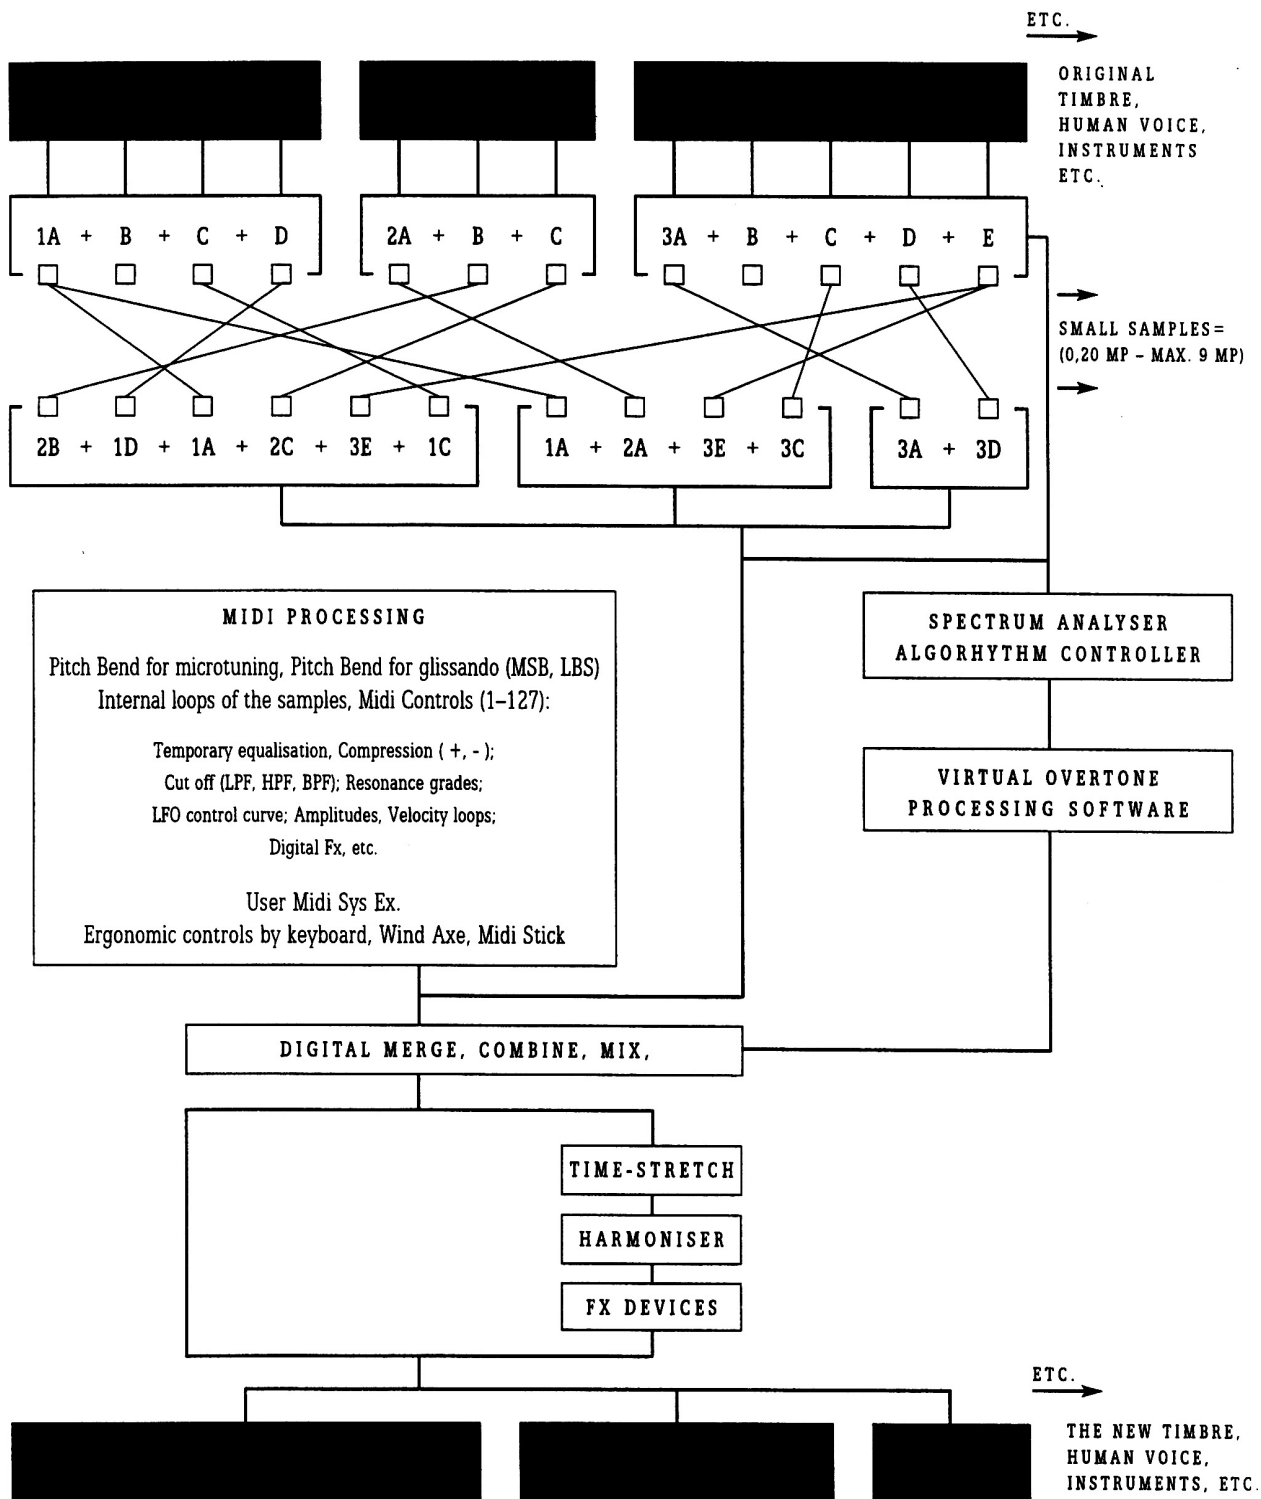 ETC.
ORIGINAL
TIMBRE,
HUMAN VOICE,
INSTRUMENTS
ETC.
1A + B + C + D
2A + B + C
3A + B + C + D + E
SMALL SAMPLES=
(0,20 MP – MAX. 9 MP)
2B + 1D + 1A + 2C + 3E + 1C
1A + 2A + 3E + 3C
3A + 3D
MIDI PROCESSING
Pitch Bend for microtuning, Pitch Bend for glissando (MSB, LBS)
Internal loops of the samples, Midi Controls (1–127):
Temporary equalisation, Compression ( +, - );
Cut off (LPF, HPF, BPF); Resonance grades;
LFO control curve; Amplitudes, Velocity loops;
Digital Fx, etc.
User Midi Sys Ex.
Ergonomic controls by keyboard, Wind Axe, Midi Stick
SPECTRUM ANALYSER
ALGORHYTHM CONTROLLER
VIRTUAL OVERTONE
PROCESSING SOFTWARE
DIGITAL MERGE, COMBINE, MIX,
TIME-STRETCH
HARMONISER
FX DEVICES
ETC.
THE NEW TIMBRE,
HUMAN VOICE,
INSTRUMENTS, ETC.